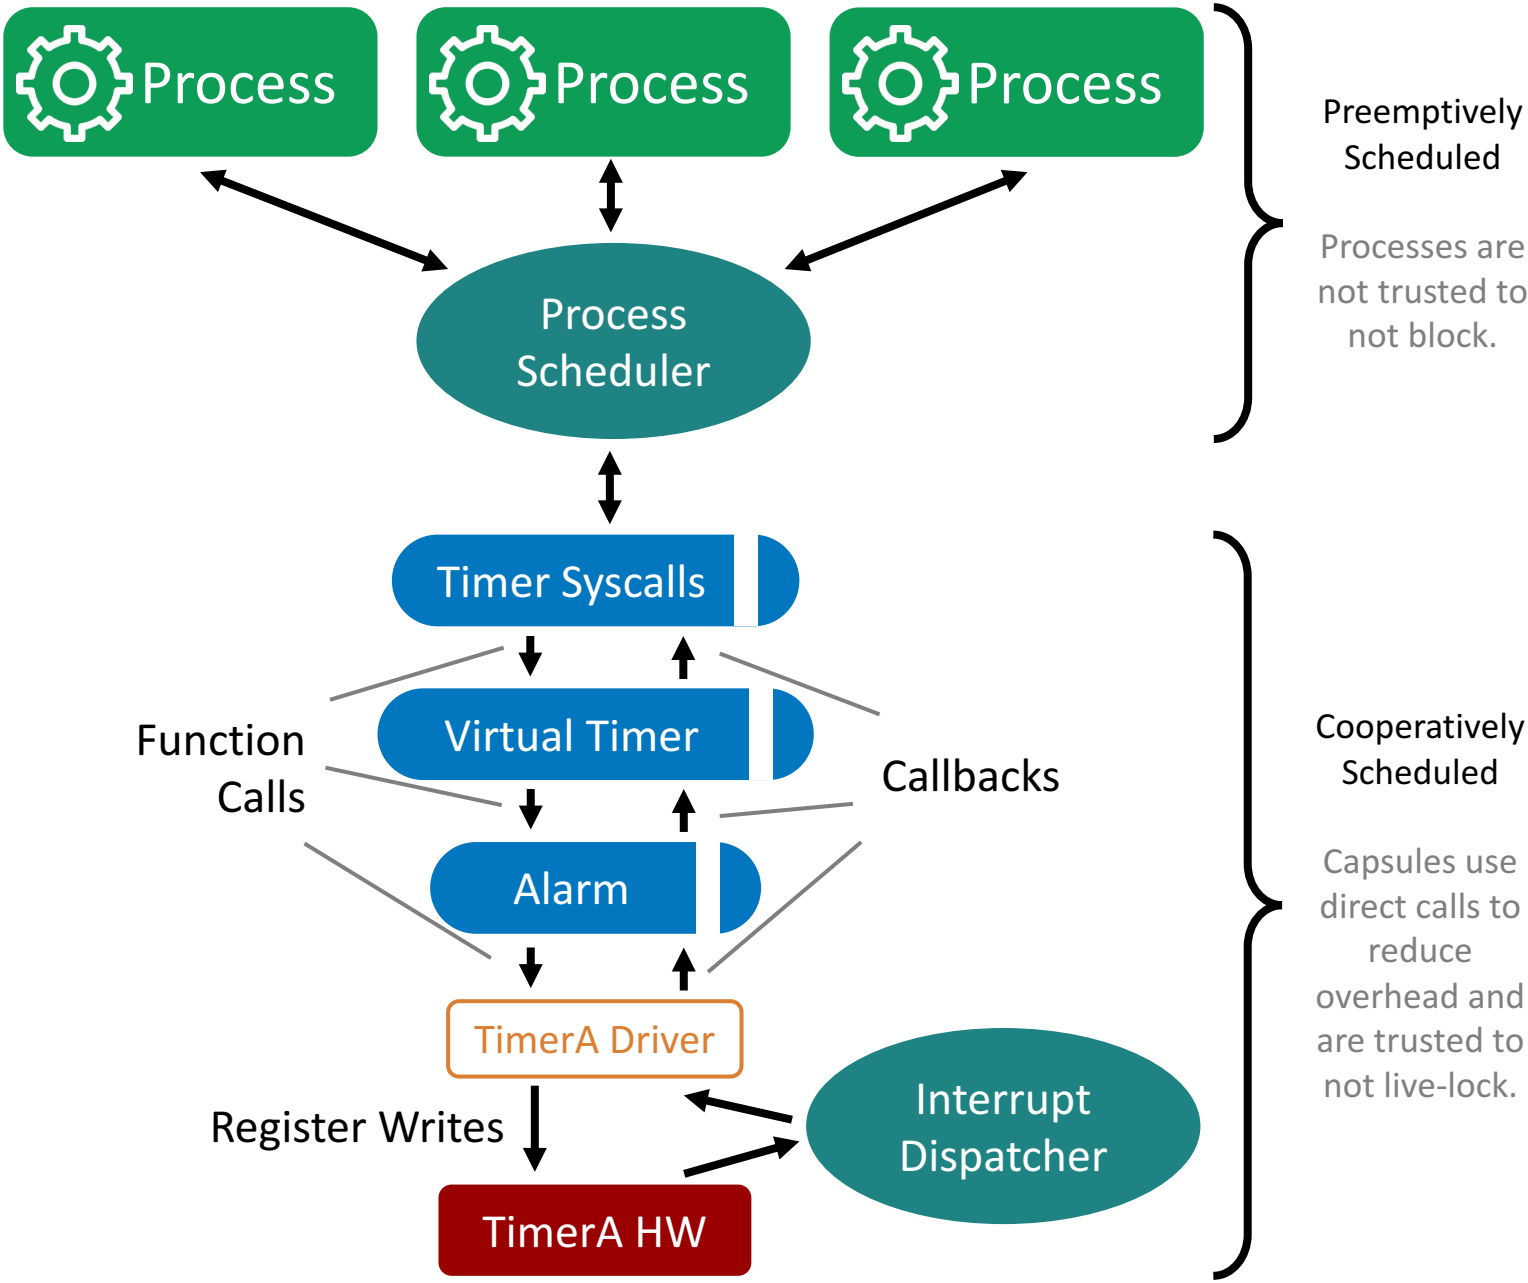 Process
Process
Process
Preemptively
Scheduled
Processes are
not trusted to
not block.
Process
Scheduler
Timer Syscalls
Virtual Timer
Function
Calls
Callbacks
Alarm
Cooperatively
Scheduled
Capsules use
direct calls to
reduce
overhead and
are trusted to
not live-lock.
TimerA Driver
Register Writes
Interrupt
Dispatcher
TimerA HW